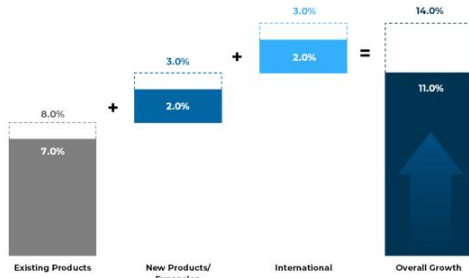 3.0%
14.0%
3.0%
+
2.0%
=
+
2.0%
11.0%
8.0%
7.0%
Existing Products
New Products/
International
Overall Growth